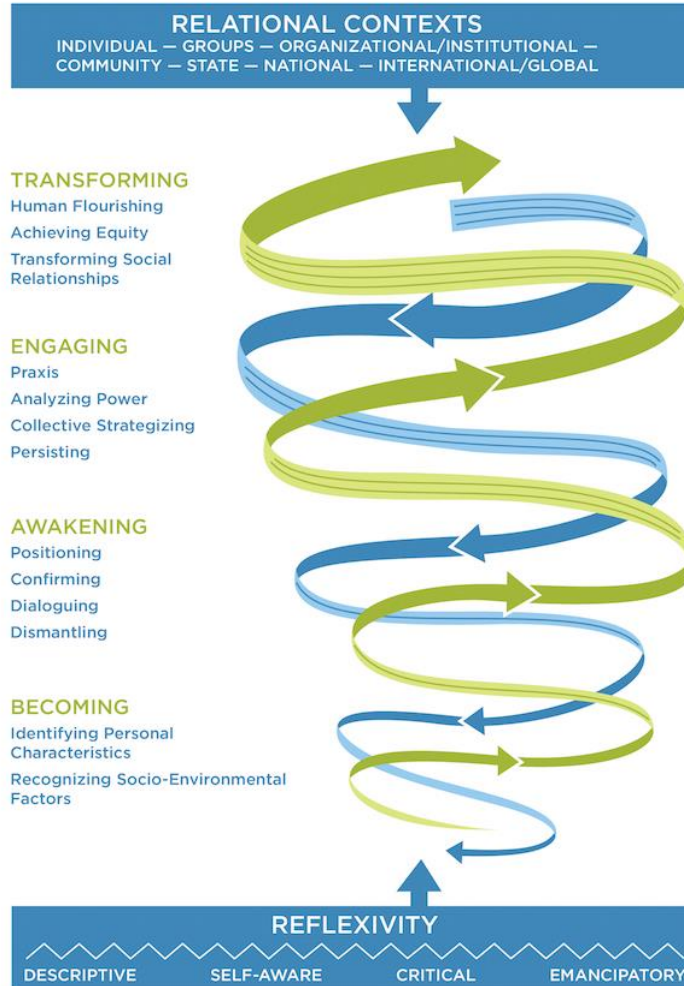 RELATIONAL CONTEXTS
INDIVIDUAL — GROUPS — ORGANIZATIONAL/INSTITUTIONAL —
COMMUNITY — STATE — NATIONAL — INTERNATIONAL/GLOBAL
TRANSFORMING
Human Flourishing
Achieving Equity
Transforming Social
Relationships
ENGAGING
Praxis
Analyzing Power
Collective Strategizing
Persisting
AWAKENING
Positioning
Confirming
Dialoguing
Dismantling
BECOMING
Identifying Personal
Characteristics
Recognizing Socio-Environmental
Factors
REFLEXIVITY
DESCRIPTIVE SELF-AWARE CRITICAL EMANCIPATORY